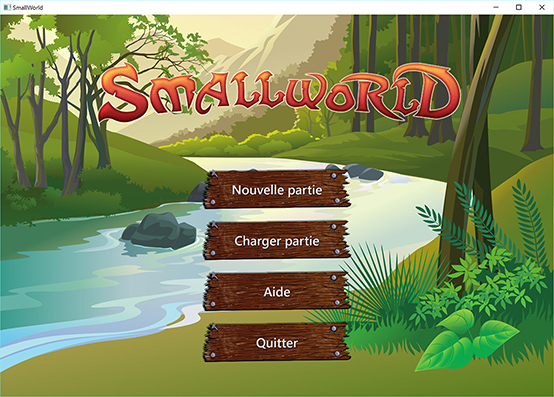 SmallWorld
SMALLWORLD
Nouvelle partie
Charger partie
Aide
Quitter